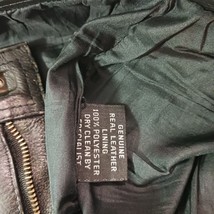 GENUINE
REAL LEATHER
LINING
100% POLYESTER
DRY CLEAN BY
SPECIALIST